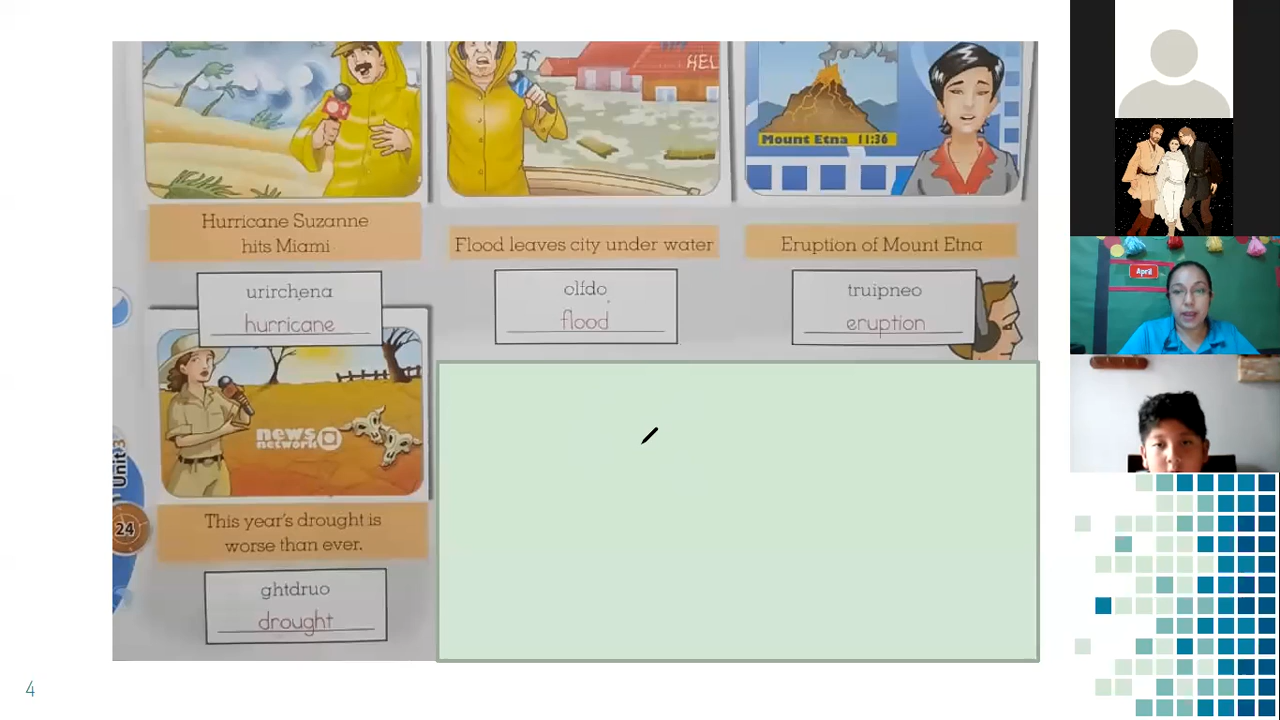 HEL
Mount Etna 11:36
Hurricane Suzanne
hits Miami
Flood leaves city under water
Eruption of Mount Etna
urirchena
hurricane
olfdo
flood
truipneo
eruption
news
network
This year's drought is
worse than ever.
ghtdruo
drought
Unit 3
24
4
April